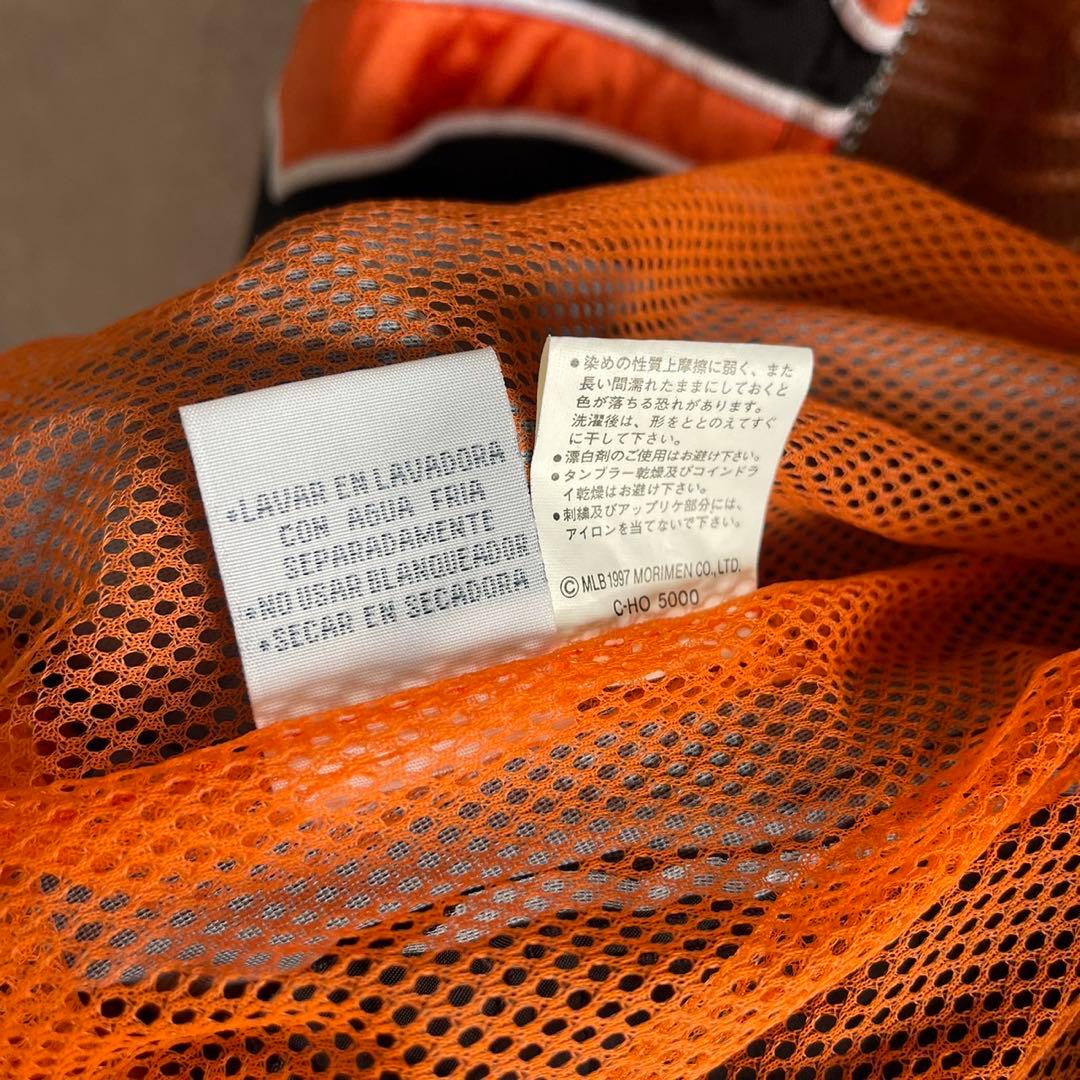 *LAVAR EN LAVADORA
CON AGUA FRIA
SEPARADAMENTE
*NO USAR BLANQUEADOR
*SECAR EN SECADORA
●染めの性質上摩擦に弱く、また
長い間濡れたままにしておくと
色が落ちる恐れがあります。
洗濯後は、形をととのえてすぐ
に干して下さい。
●漂白剤のご使用はお避け下さい。
●タンブラー乾燥及びコインドラ
イ乾燥はお避け下さい。
●刺繍及びアップリケ部分には、
アイロンを当てないで下さい。
©MLB 1997 MORIMEN CO., LTD.
C-HO 5000